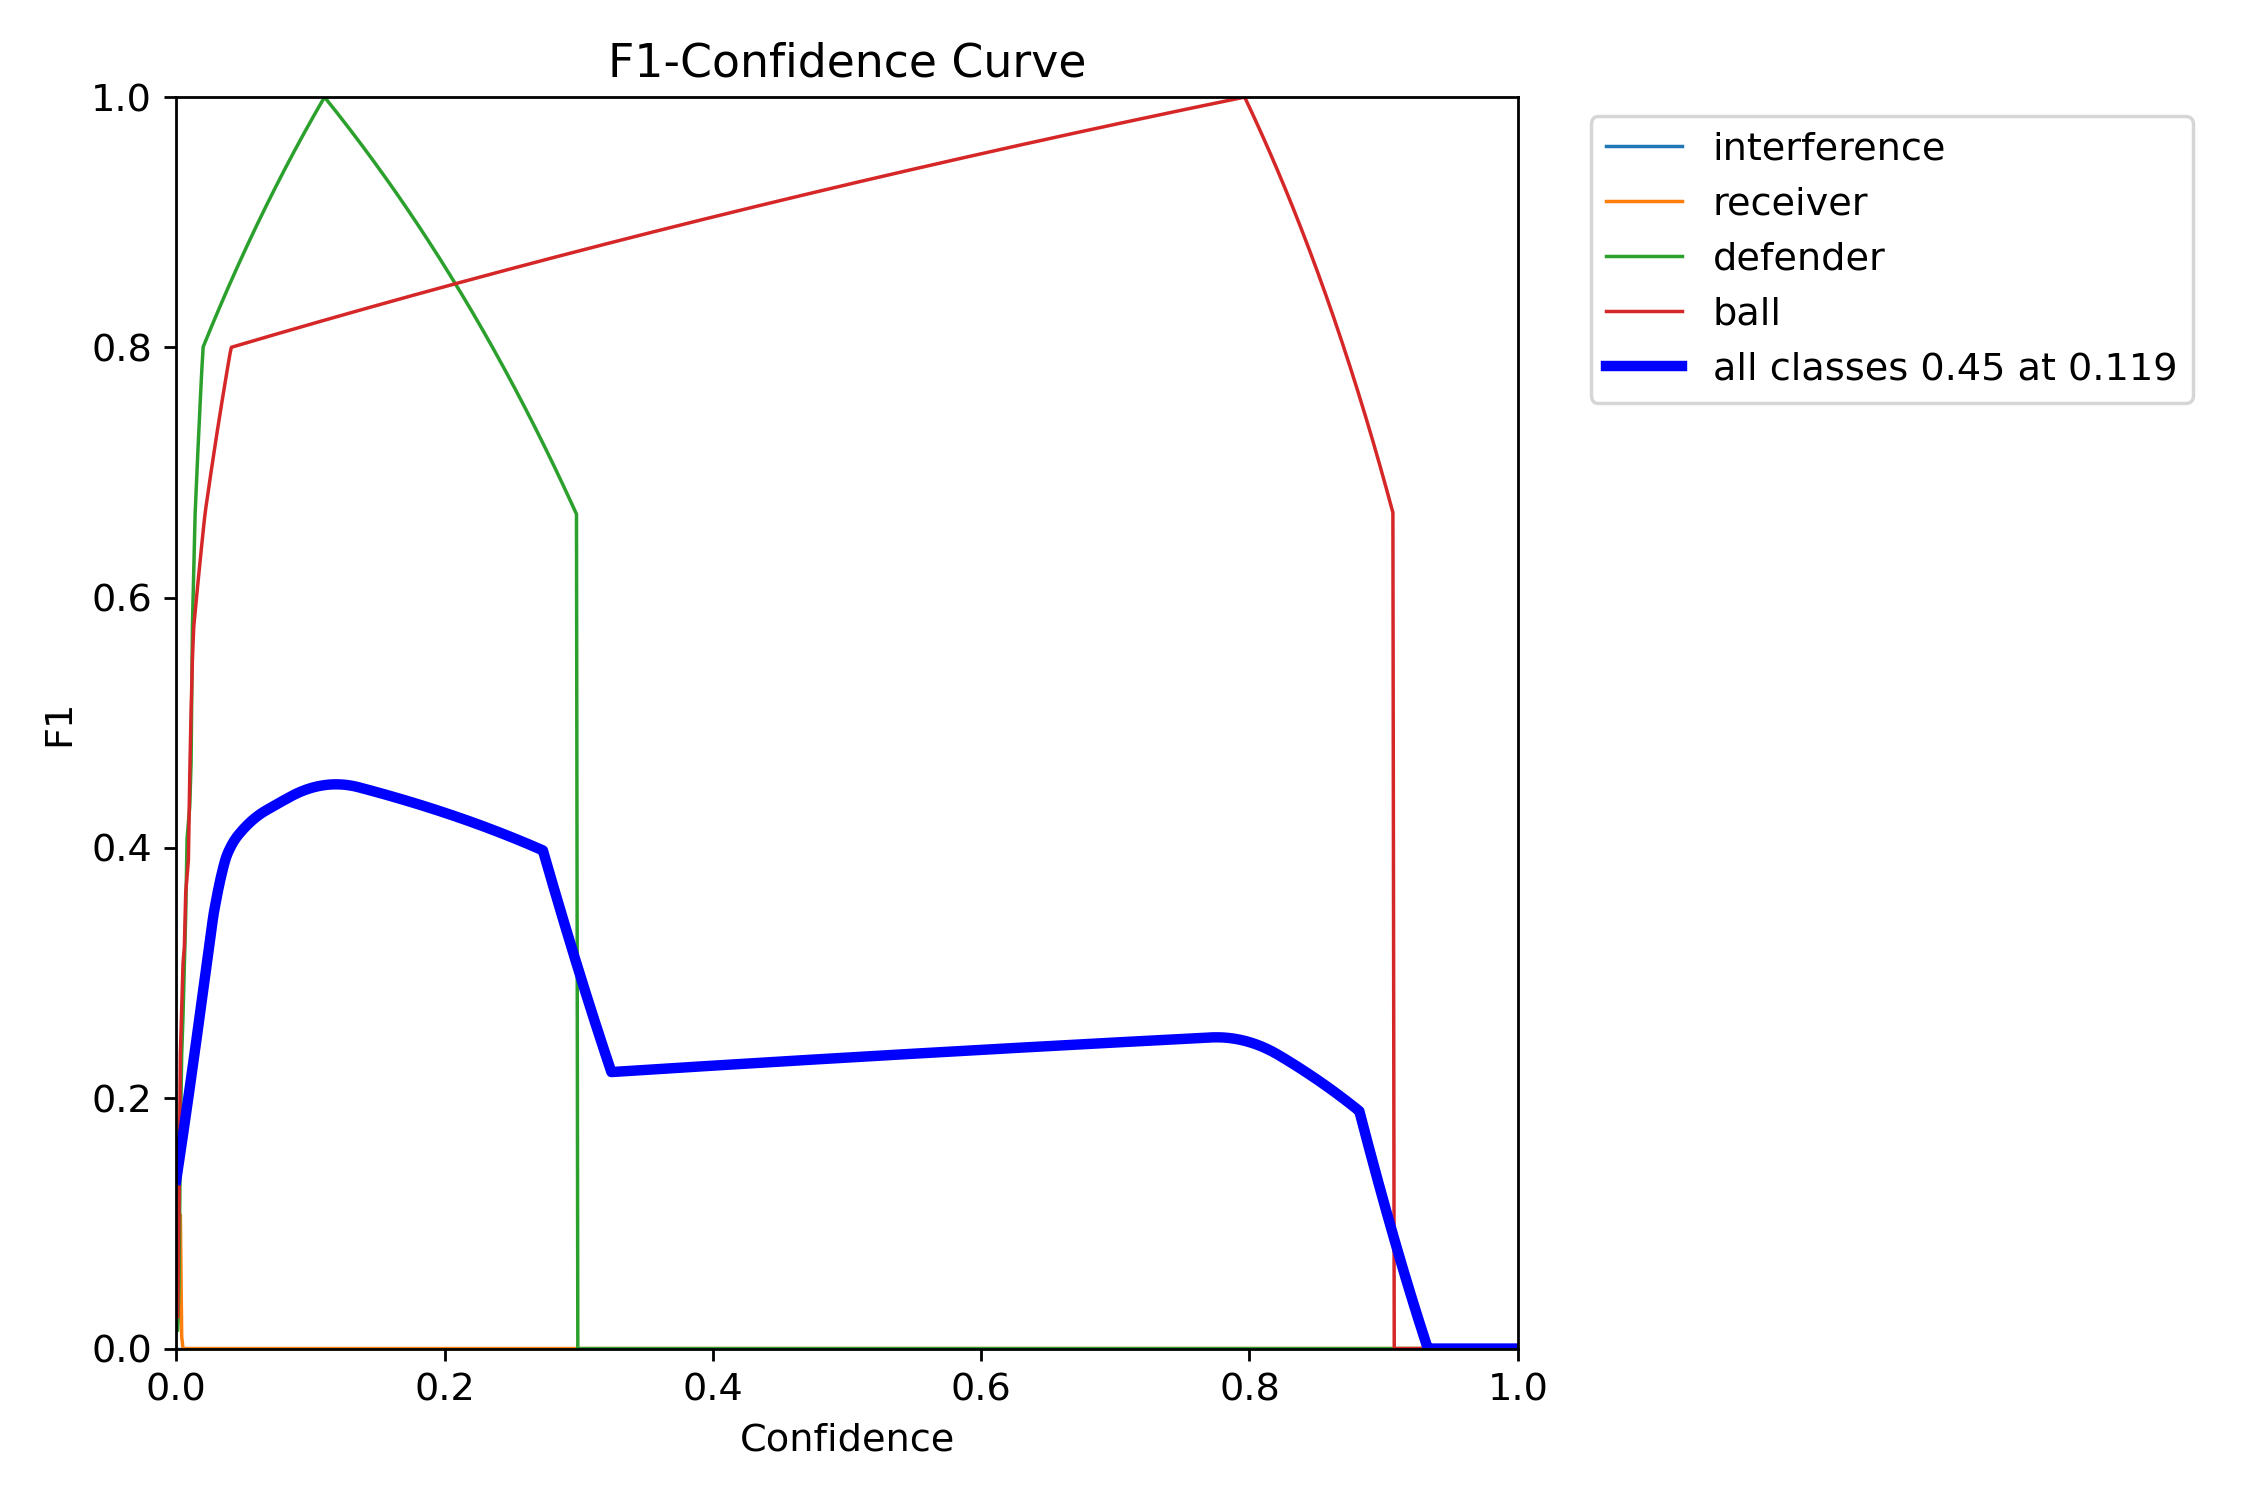 F1-Confidence Curve
1.0
0.8
0.6
0.4
0.2
0.0
F1
0.0 0.2 0.4 0.6 0.8 1.0
Confidence
interference
receiver
defender
ball
all classes 0.45 at 0.119